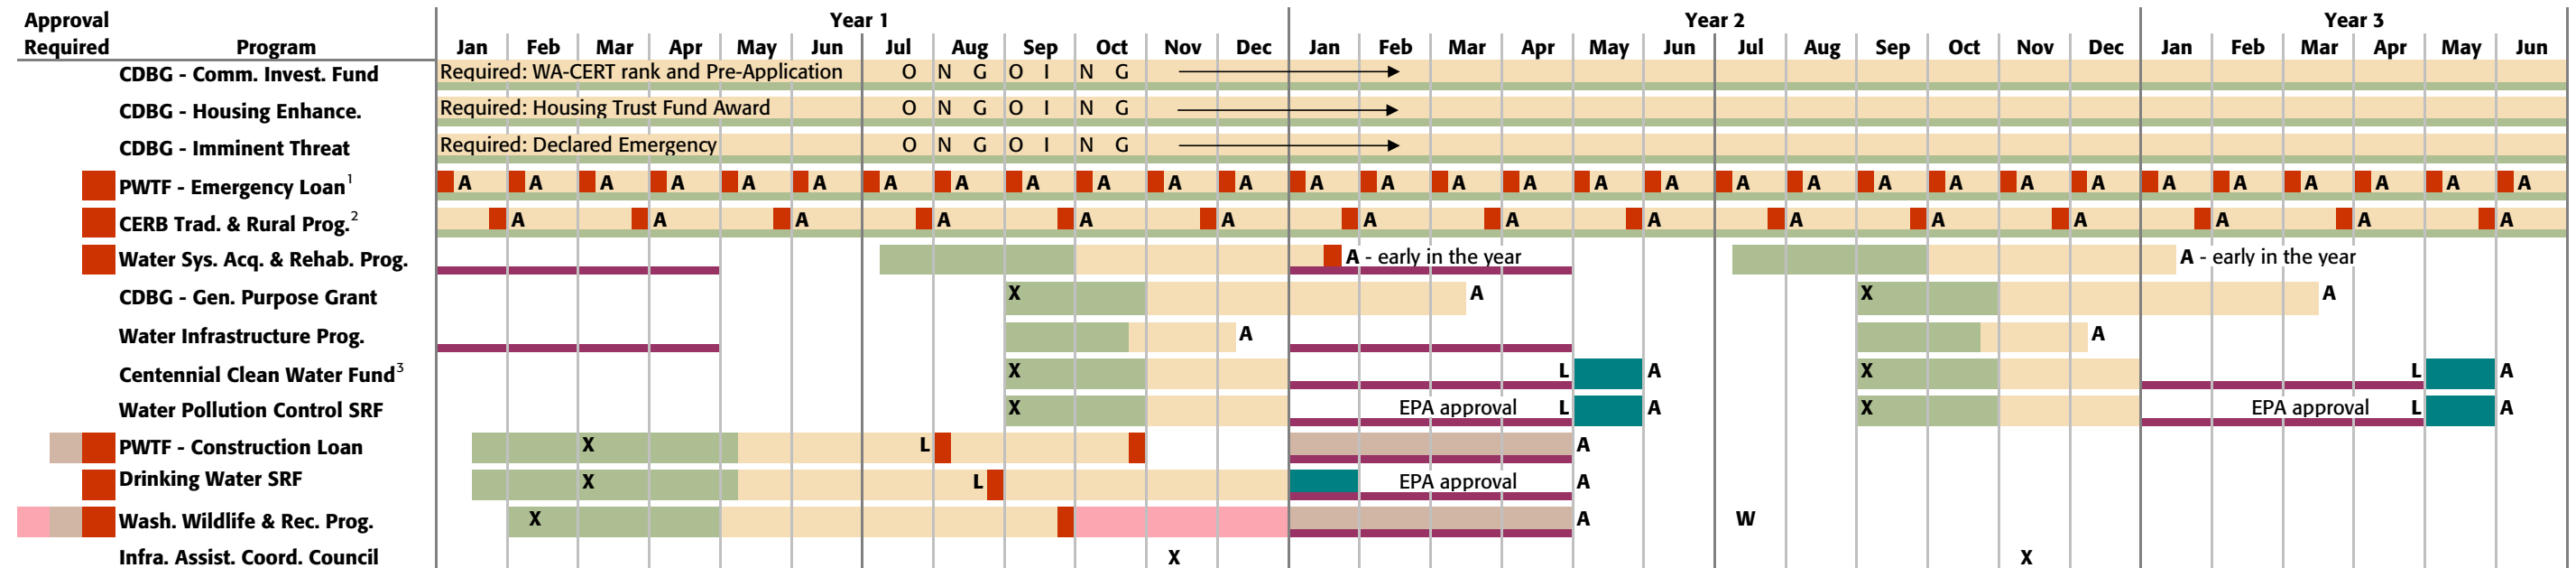 Approval Year 1 Year 2 Year 3
Required Program Jan Feb Mar Apr May Jun Jul Aug Sep Oct Nov Dec Jan Feb Mar Apr May Jun Jul Aug Sep Oct Nov Dec Jan Feb Mar Apr May Jun
CDBG - Comm. Invest. Fund Required: WA-CERT rank and Pre-Application O N G O I N G
CDBG - Housing Enhance. Required: Housing Trust Fund Award O N G O I N G
CDBG - Imminent Threat Required: Declared Emergency O N G O I N G
PWTF - Emergency Loan1 A A A A A A A A A A A A A A A A A A A A A A A A A A A A A A
CERB Trad. & Rural Prog.2 A A A A A A A A A A A A A A A
Water Sys. Acq. & Rehab. Prog. A - early in the year A - early in the year
CDBG - Gen. Purpose Grant X A X A
Water Infrastructure Prog. A A
Centennial Clean Water Fund3 X L A X L A
Water Pollution Control SRF X EPA approval L A X EPA approval L A
PWTF - Construction Loan X L A
Drinking Water SRF X L EPA approval A
Wash. Wildlife & Rec. Prog. X A W
Infra. Assist. Coord. Council X X